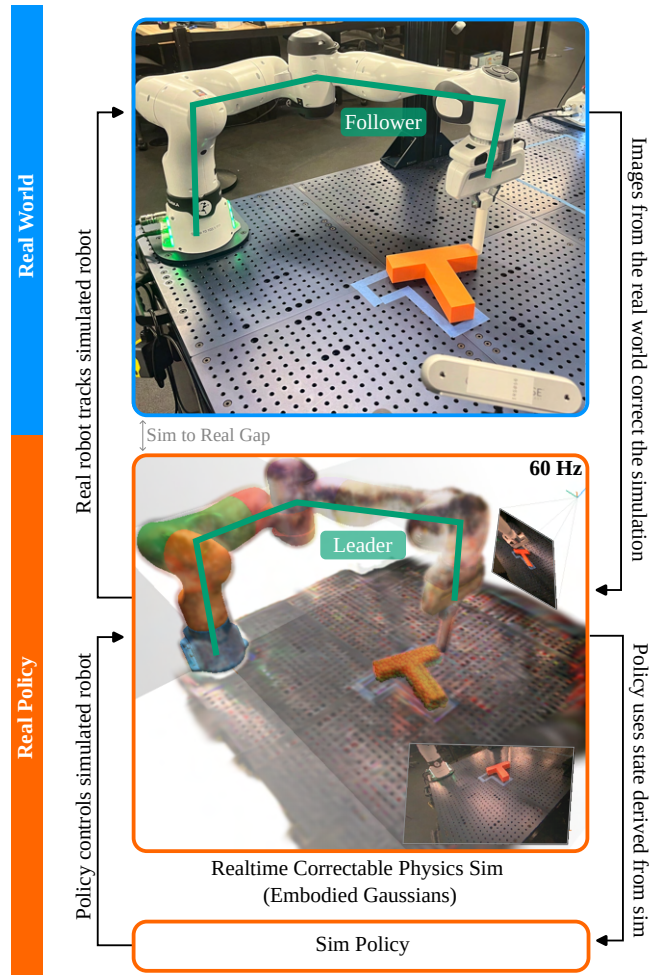 Real World
Real robot tracks simulated robot
Follower
Images from the real world correct the simulation
Sim to Real Gap
60 Hz
Leader
Real Policy
Policy controls simulated robot
Policy uses state derived from sim
Realtime Correctable Physics Sim
(Embodied Gaussians)
Sim Policy